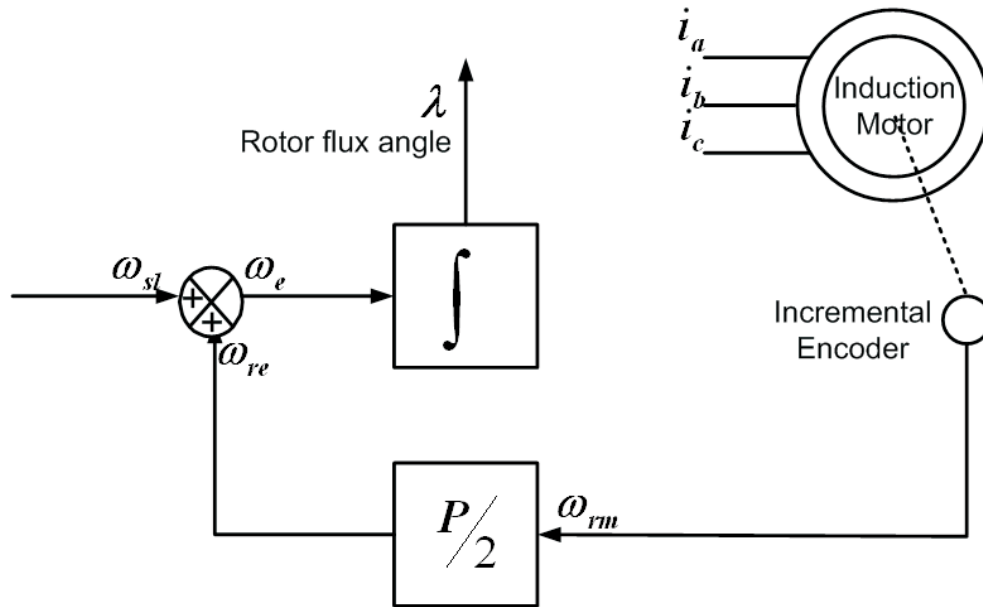 i_a
i_b
i_c
Induction
Motor
λ
Rotor flux angle
ω_sl
+
+
ω_e
∫
ω_re
Incremental
Encoder
P/2
ω_rm